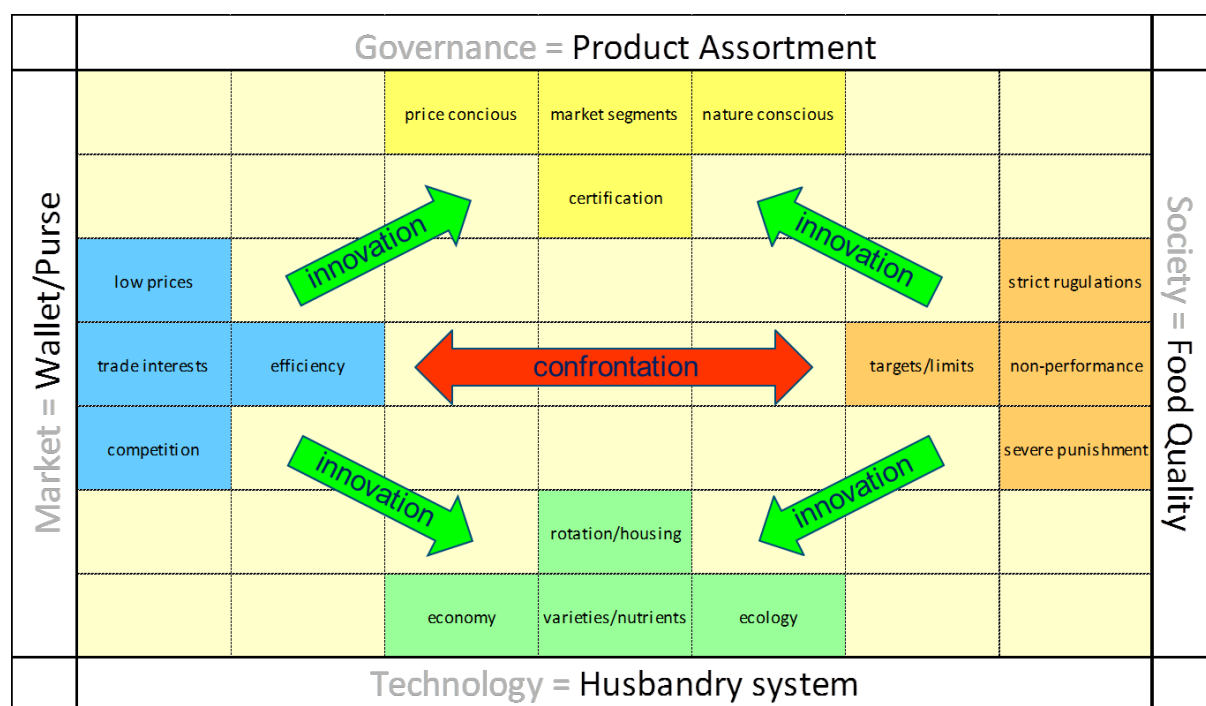 Governance = Product Assortment
Market = Wallet/Purse
price concious
market segments
nature conscious
certification
innovation
innovation
low prices
strict rugulations
trade interests
efficiency
confrontation
targets/limits
non-performance
competition
severe punishment
innovation
innovation
rotation/housing
economy
varieties/nutrients
ecology
Society = Food Quality
Technology = Husbandry system